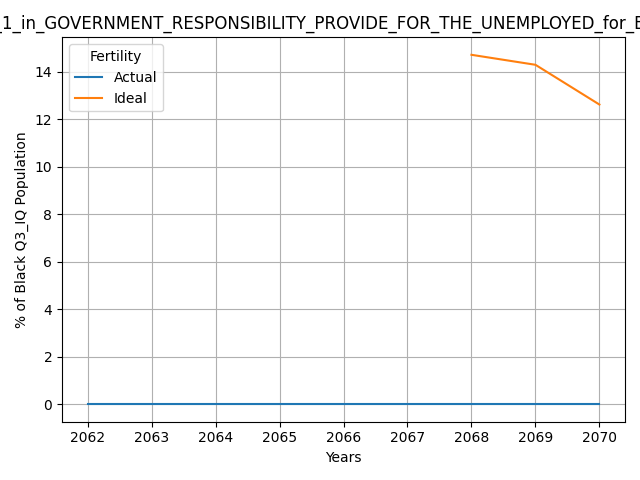 _1_in_GOVERNMENT_RESPONSIBILITY_PROVIDE_FOR_THE_UNEMPLOYED_for_
Fertility
Actual
Ideal
% of Black Q3_IQ Population
14
12
10
8
6
4
2
0
2062 2063 2064 2065 2066 2067 2068 2069 2070
Years